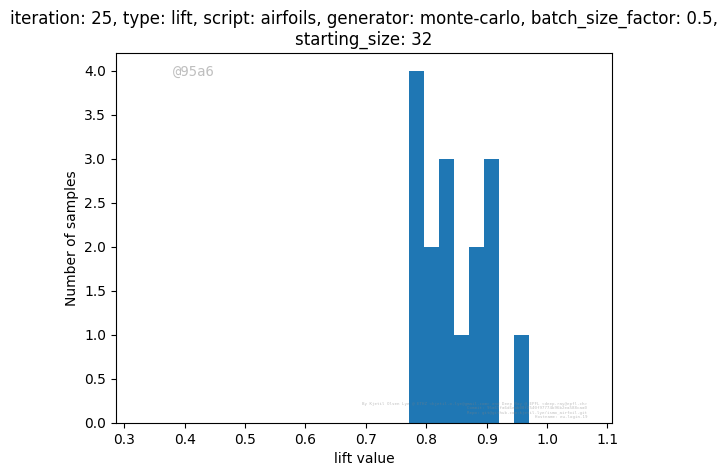 iteration: 25, type: lift, script: airfoils, generator: monte-carlo, batch_size_factor: 0.5,
starting_size: 32
@95a6
4.0
3.5
3.0
2.5
2.0
1.5
1.0
0.5
0.0
Number of samples
0.3 0.4 0.5 0.6 0.7 0.8 0.9 1.0 1.1
lift value